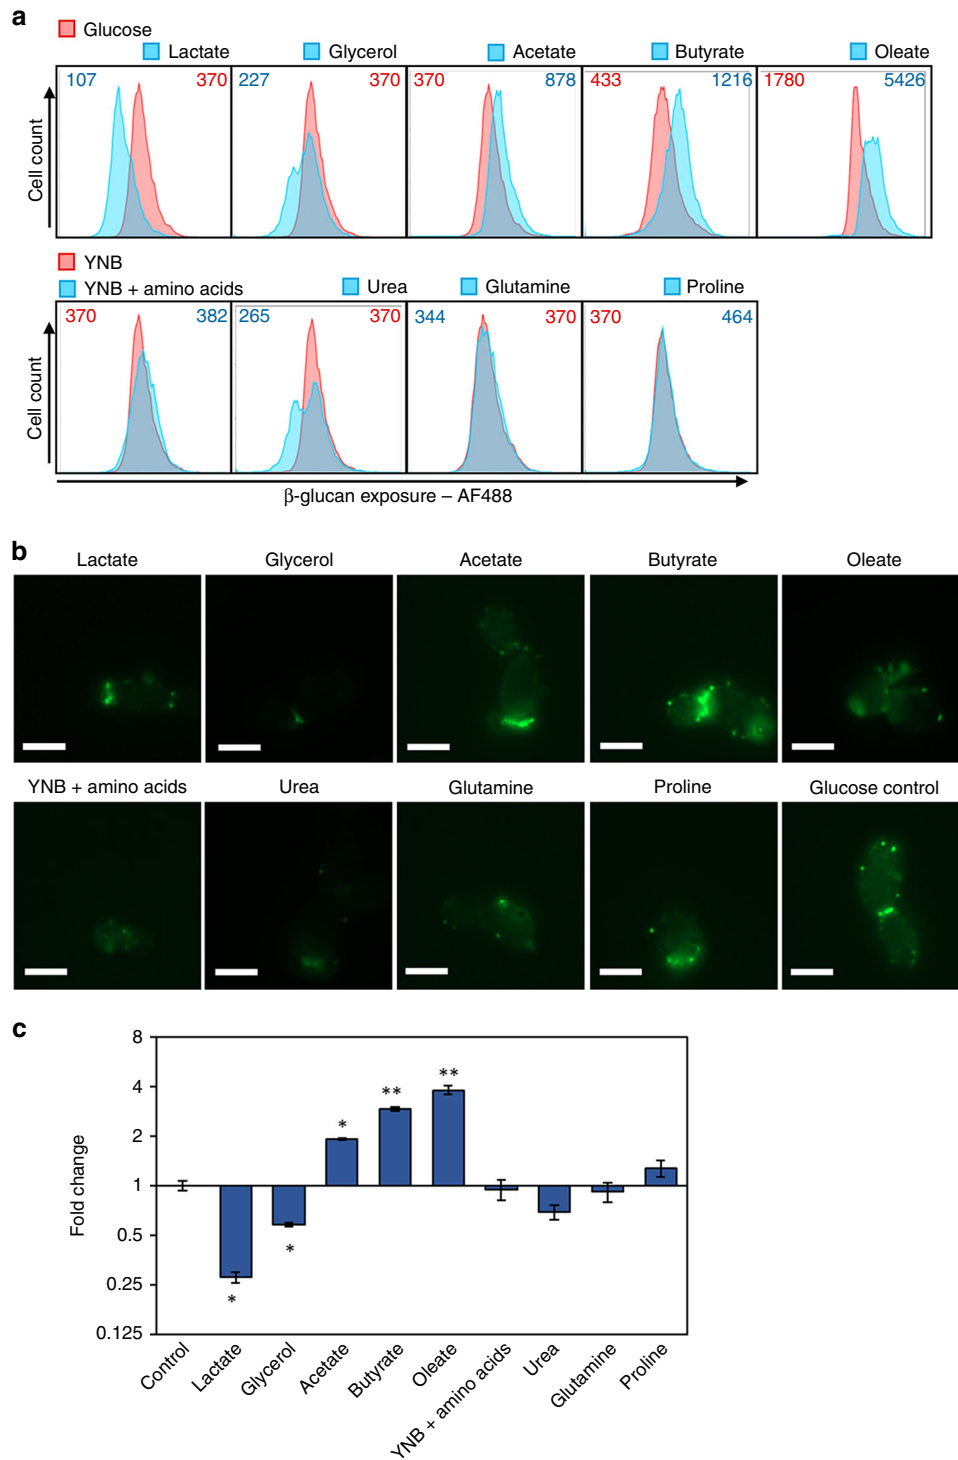 a
Glucose
Lactate Glycerol Acetate Butyrate Oleate
107 370 227 370 370 878 433 1216 1780 5426
Cell count
YNB
YNB + amino acids Urea Glutamine Proline
370 382 265 370 344 370 370 464
Cell count
β-glucan exposure – AF488
b
Lactate Glycerol Acetate Butyrate Oleate
YNB + amino acids Urea Glutamine Proline Glucose control
c
8
4
2
1
0.5
0.25
0.125
Fold change
* * * ** **
Control Lactate Glycerol Acetate Butyrate Oleate YNB + amino acids Urea Glutamine Proline